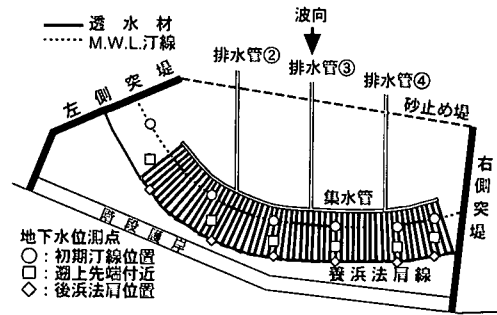 透水材
M.W.L.汀線
波向
排水管②
排水管③
排水管④
左側突堤
砂止め堤
右側突堤
集水管
階段護岸
養浜法肩線
地下水位測点
○：初期汀線位置
□：遡上先端付近
◇：後浜法肩位置